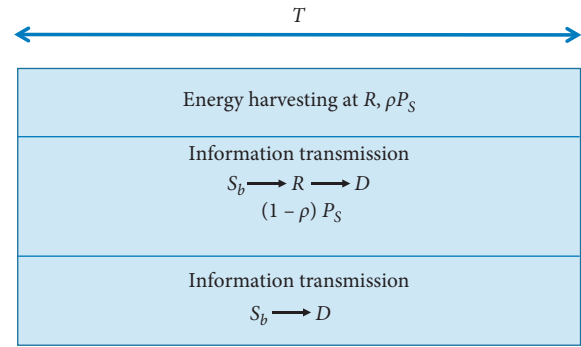 T
Energy harvesting at R, ρP_S
Information transmission
S_b ⟶ R ⟶ D
(1 – ρ) P_S
Information transmission
S_b ⟶ D